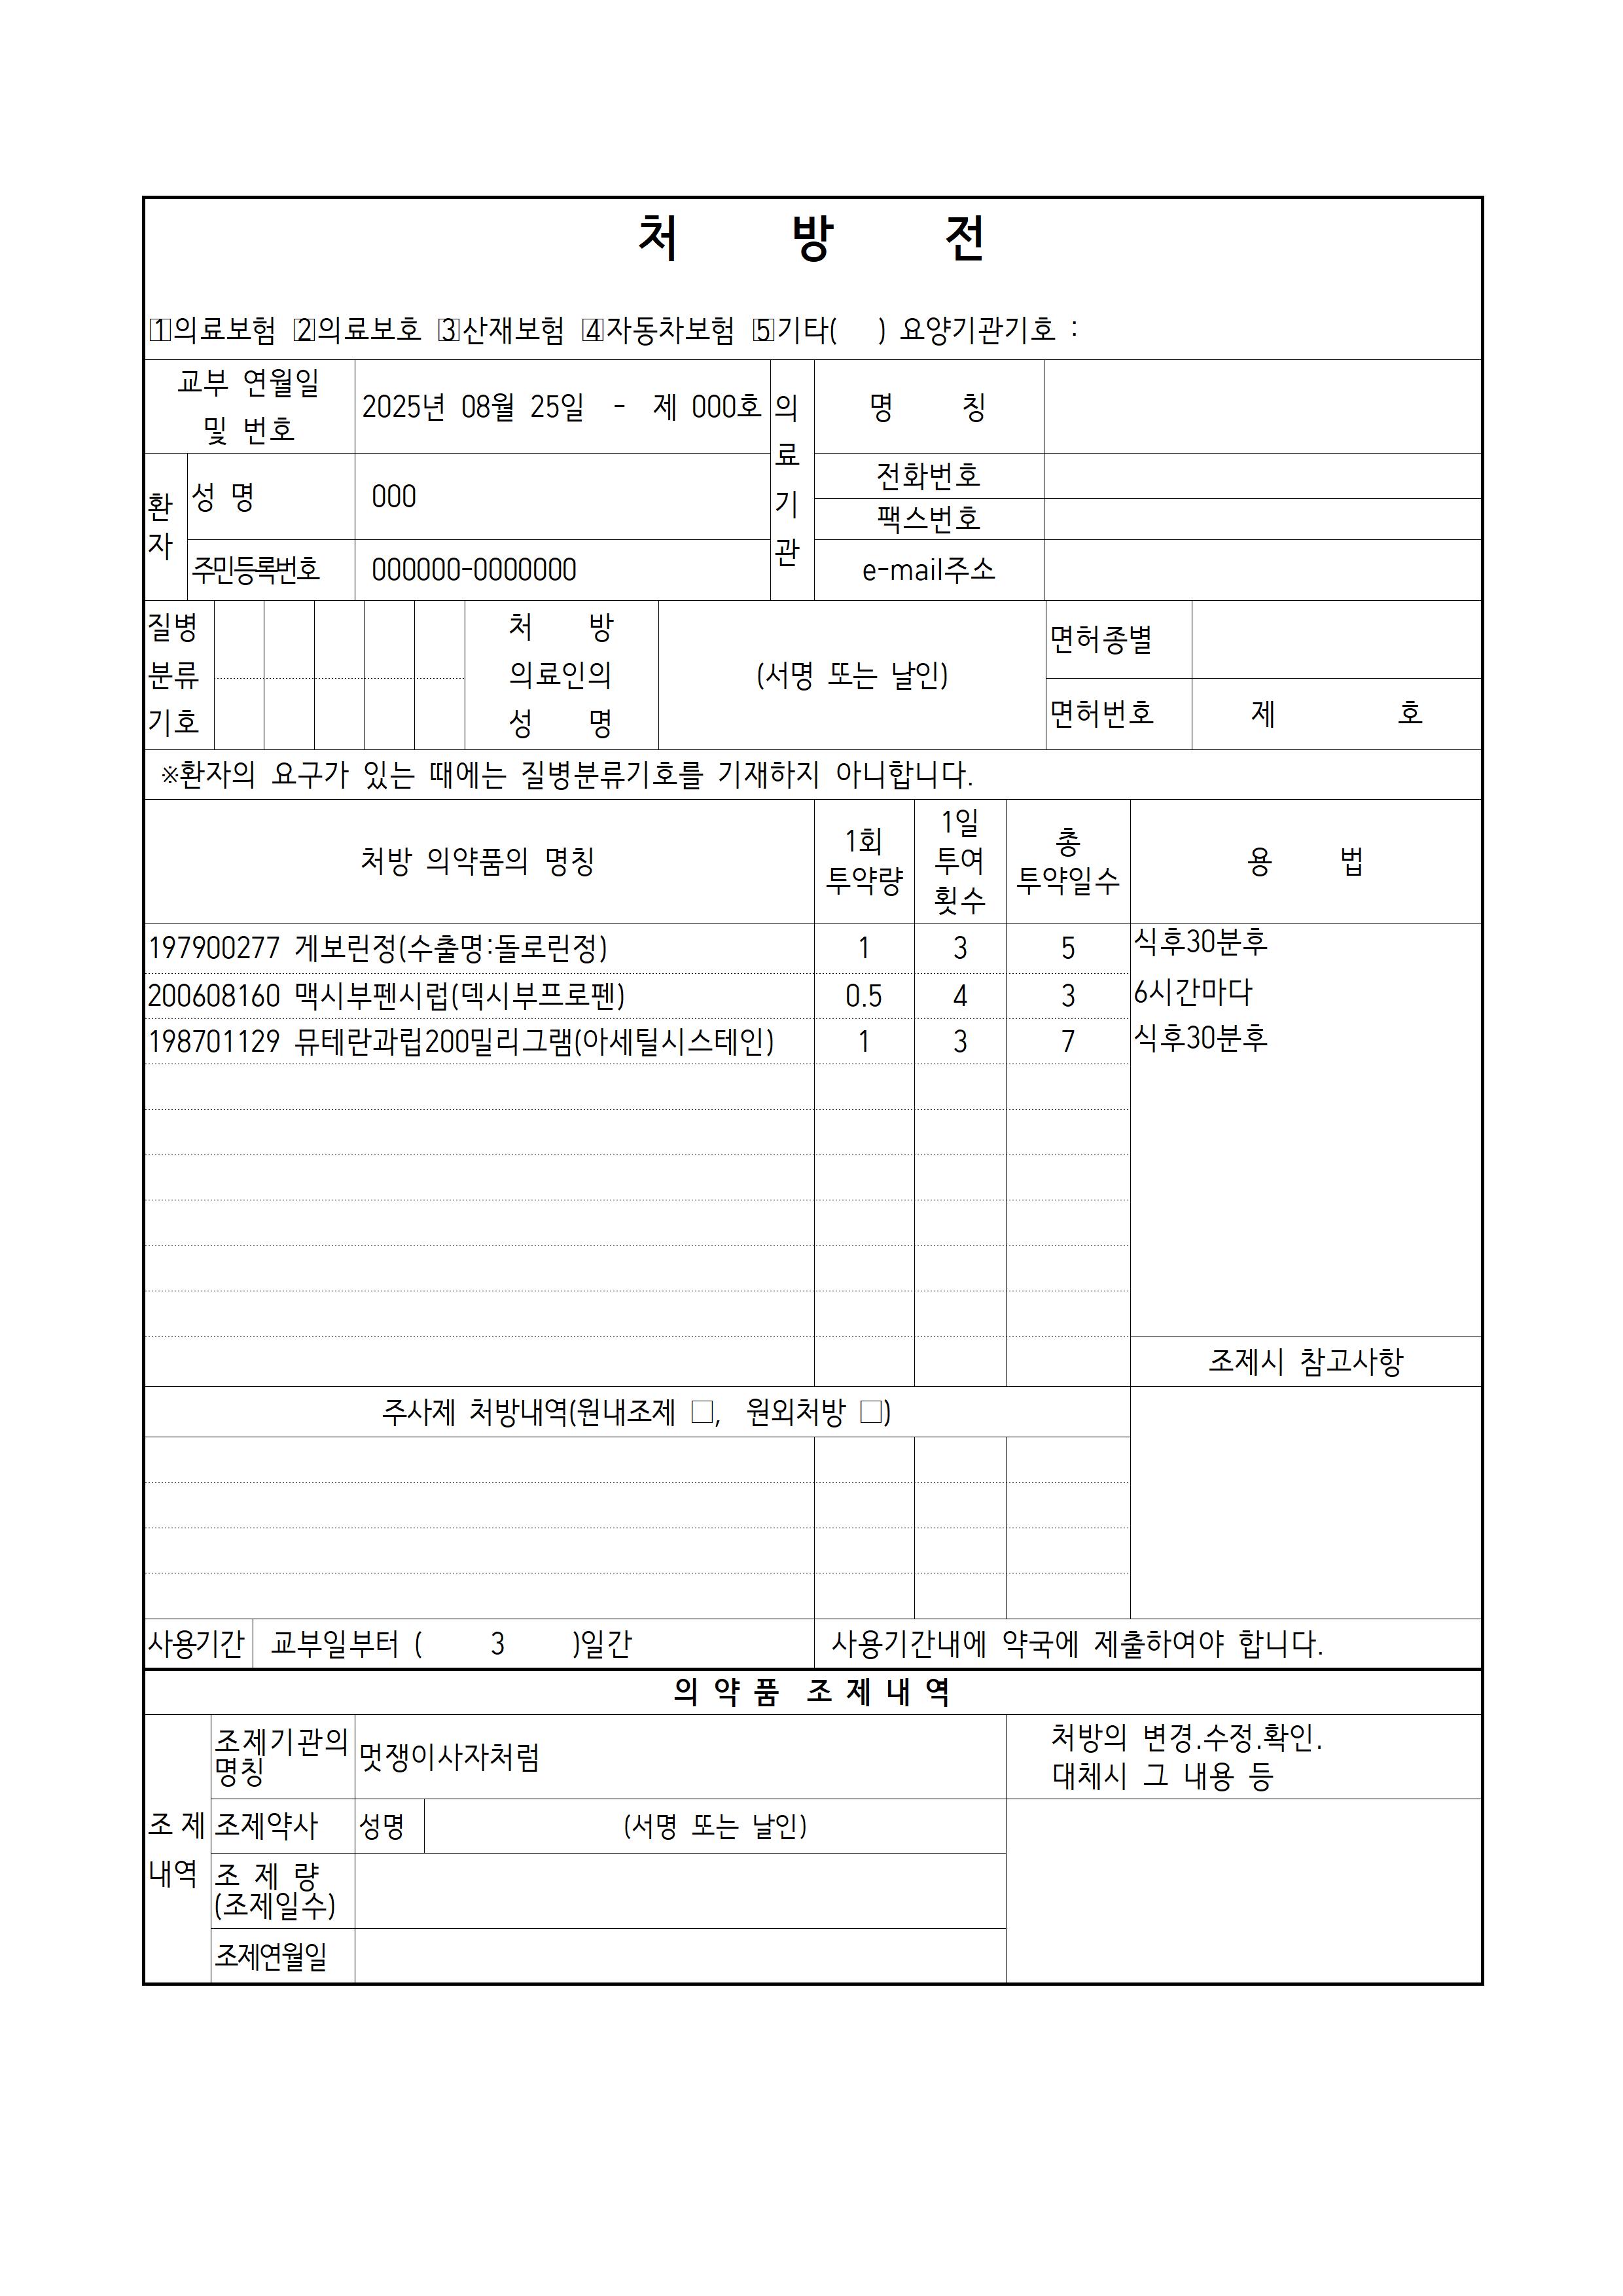 처 방 전
1의료보험 2의료보호 3산재보험 4자동차보험 5기타( ) 요양기관기호 :
교부 연월일
및 번호
2025년 08월 25일 - 제 000호
의
료
기
관
명 칭
환
자
성 명
000
전화번호
팩스번호
주민등록번호
000000-0000000
e-mail주소
질병
분류
기호
처 방
의료인의
성 명
(서명 또는 날인)
면허종별
면허번호
제 호
※환자의 요구가 있는 때에는 질병분류기호를 기재하지 아니합니다.
처방 의약품의 명칭
1회
투약량
1일
투여
횟수
총
투약일수
용 법
197900277 게보린정(수출명:돌로린정) 1 3 5 식후30분후
200608160 맥시부펜시럽(덱시부프로펜) 0.5 4 3 6시간마다
198701129 뮤테란과립200밀리그램(아세틸시스테인) 1 3 7 식후30분후
조제시 참고사항
주사제 처방내역(원내조제 □, 원외처방 □)
사용기간 교부일부터 ( 3 )일간 사용기간내에 약국에 제출하여야 합니다.
의 약 품 조 제 내 역
조 제
내역
조제기관의
명칭
멋쟁이사자처럼
처방의 변경.수정.확인.
대체시 그 내용 등
조제약사 성명 (서명 또는 날인)
조 제 량
(조제일수)
조제연월일